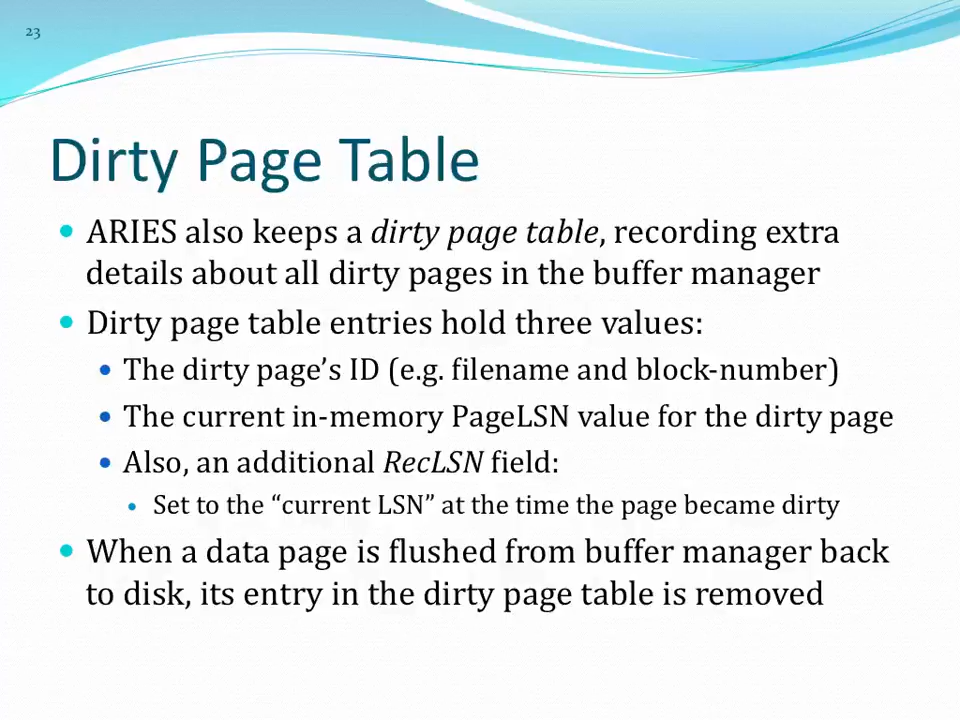 23
Dirty Page Table
• ARIES also keeps a dirty page table, recording extra
details about all dirty pages in the buffer manager
• Dirty page table entries hold three values:
• The dirty page’s ID (e.g. filename and block-number)
• The current in-memory PageLSN value for the dirty page
• Also, an additional RecLSN field:
• Set to the “current LSN” at the time the page became dirty
• When a data page is flushed from buffer manager back
to disk, its entry in the dirty page table is removed